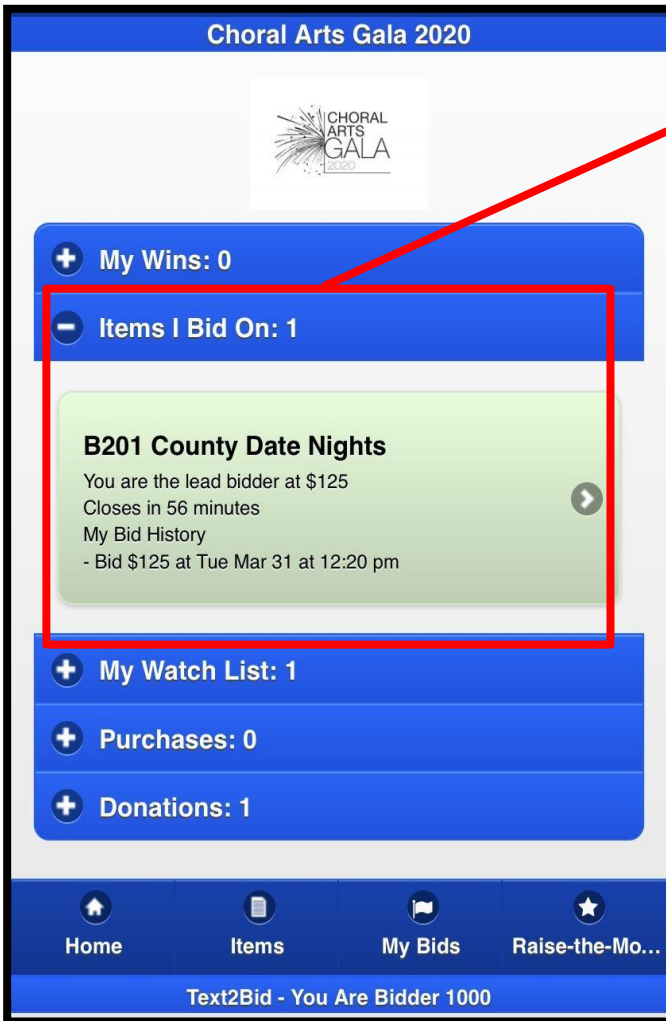 Choral Arts Gala 2020
CHORAL
ARTS
GALA
2020
My Wins: 0
Items I Bid On: 1
B201 County Date Nights
You are the lead bidder at $125
Closes in 56 minutes
My Bid History
- Bid $125 at Tue Mar 31 at 12:20 pm
My Watch List: 1
Purchases: 0
Donations: 1
Home Items My Bids Raise-the-Mo...
Text2Bid - You Are Bidder 1000